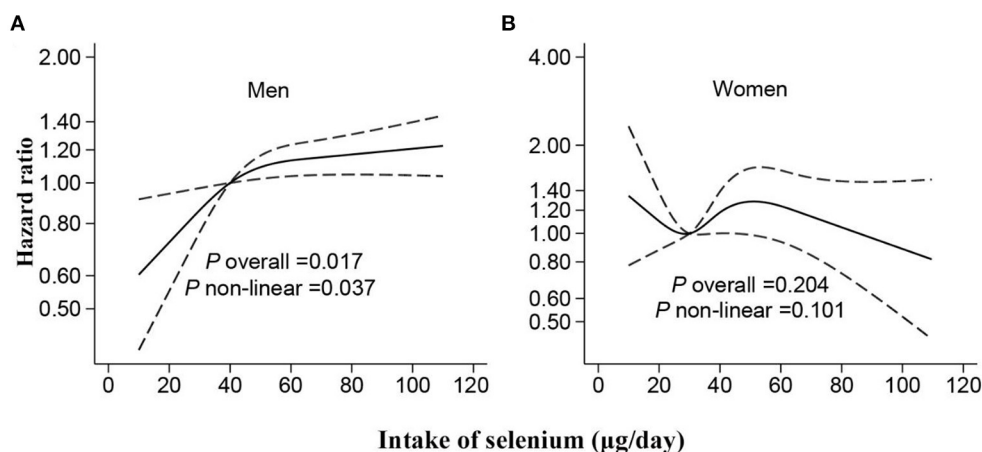 A
2.00
1.40
1.20
1.00
0.80
0.60
0.50
Hazard ratio
Men
P overall =0.017
P non-linear =0.037
0 20 40 60 80 100 120
B
4.00
2.00
1.40
1.20
1.00
0.80
0.60
0.50
Women
P overall =0.204
P non-linear =0.101
0 20 40 60 80 100 120
Intake of selenium (μg/day)